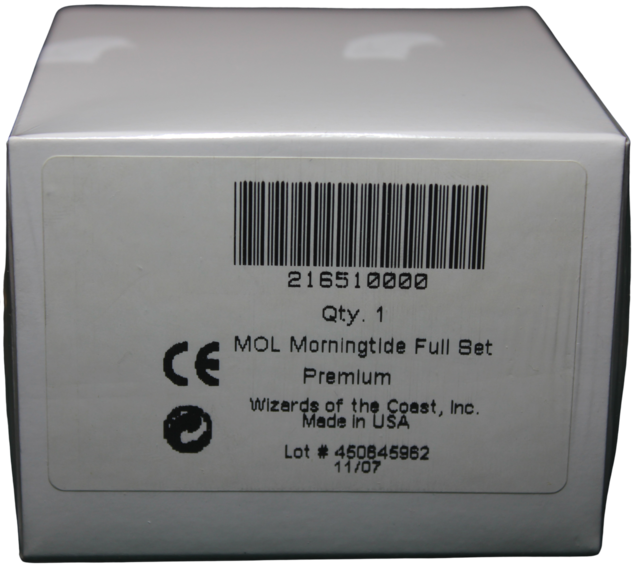 216510000
Qty. 1
MOL Morningtide Full Set
Premium
Wizards of the Coast, Inc.
Made in USA
Lot # 450845962
11/07
CE